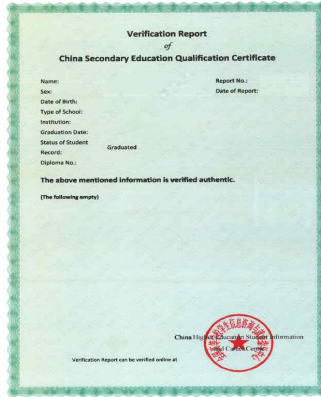 Verification Report
of
China Secondary Education Qualification Certificate
Name:
Report No.:
Sex:
Date of Report:
Date of Birth:
Type of School:
Institution:
Graduation Date:
Status of Student Record: Graduated
Diploma No.:
The above mentioned information is verified authentic.
(The following empty)
China Higher Education Student Information
and Career Center
Verification Report can be verified online at